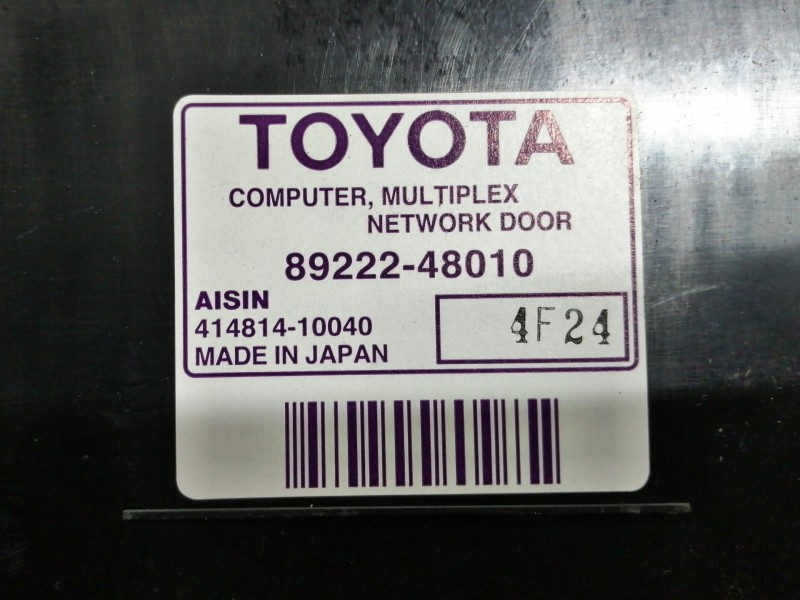 TOYOTA
COMPUTER, MULTIPLEX
NETWORK DOOR
89222-48010
AISIN
414814-10040
MADE IN JAPAN
4F24